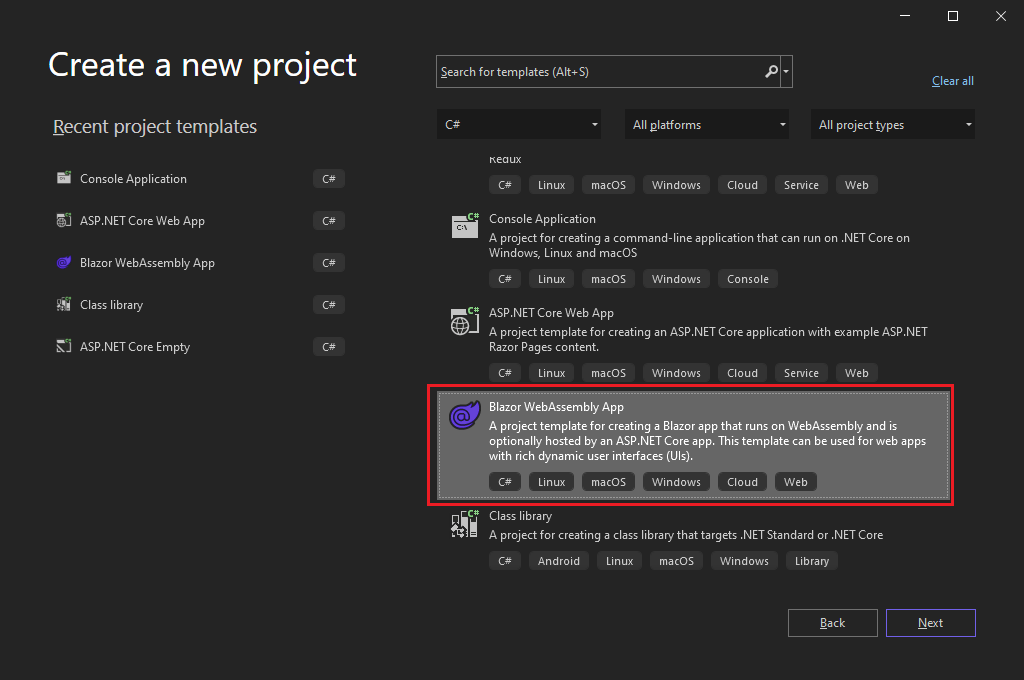 Create a new project
Search for templates (Alt+S)
Clear all
Recent project templates
C#
All platforms
All project types
Console Application
C#
ASP.NET Core Web App
C#
Blazor WebAssembly App
C#
Class library
C#
ASP.NET Core Empty
C#
Redux
C# Linux macOS Windows Cloud Service Web
Console Application
A project for creating a command-line application that can run on .NET Core on
Windows, Linux and macOS
C# Linux macOS Windows Console
ASP.NET Core Web App
A project template for creating an ASP.NET Core application with example ASP.NET
Razor Pages content.
C# Linux macOS Windows Cloud Service Web
Blazor WebAssembly App
A project template for creating a Blazor app that runs on WebAssembly and is
optionally hosted by an ASP.NET Core app. This template can be used for web apps
with rich dynamic user interfaces (UIs).
C# Linux macOS Windows Cloud Web
Class library
A project for creating a class library that targets .NET Standard or .NET Core
C# Android Linux macOS Windows Library
Back
Next